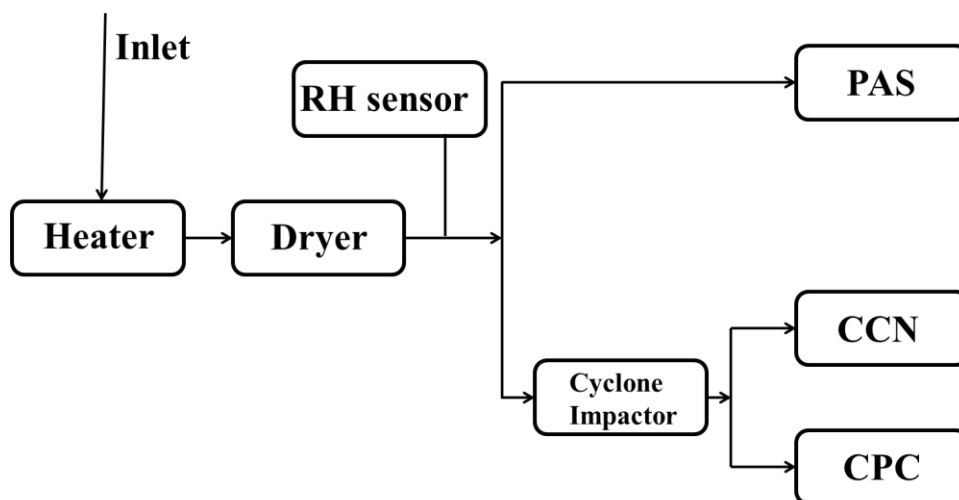 Inlet
RH sensor
PAS
Heater
Dryer
CCN
Cyclone
Impactor
CPC